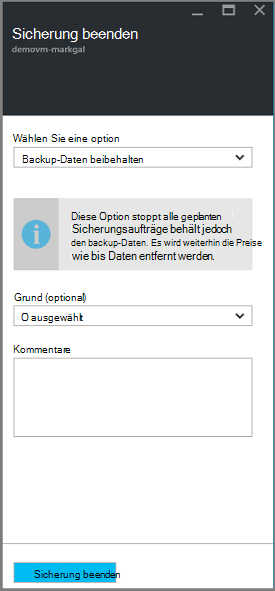 Sicherung beenden
demovm-markgal
Wählen Sie eine option
Backup-Daten beibehalten
Diese Option stoppt alle geplanten
Sicherungsaufträge behält jedoch
den backup-Daten. Es wird weiterhin die Preise
wie bis Daten entfernt werden.
Grund (optional)
O ausgewählt
Kommentare
Sicherung beenden